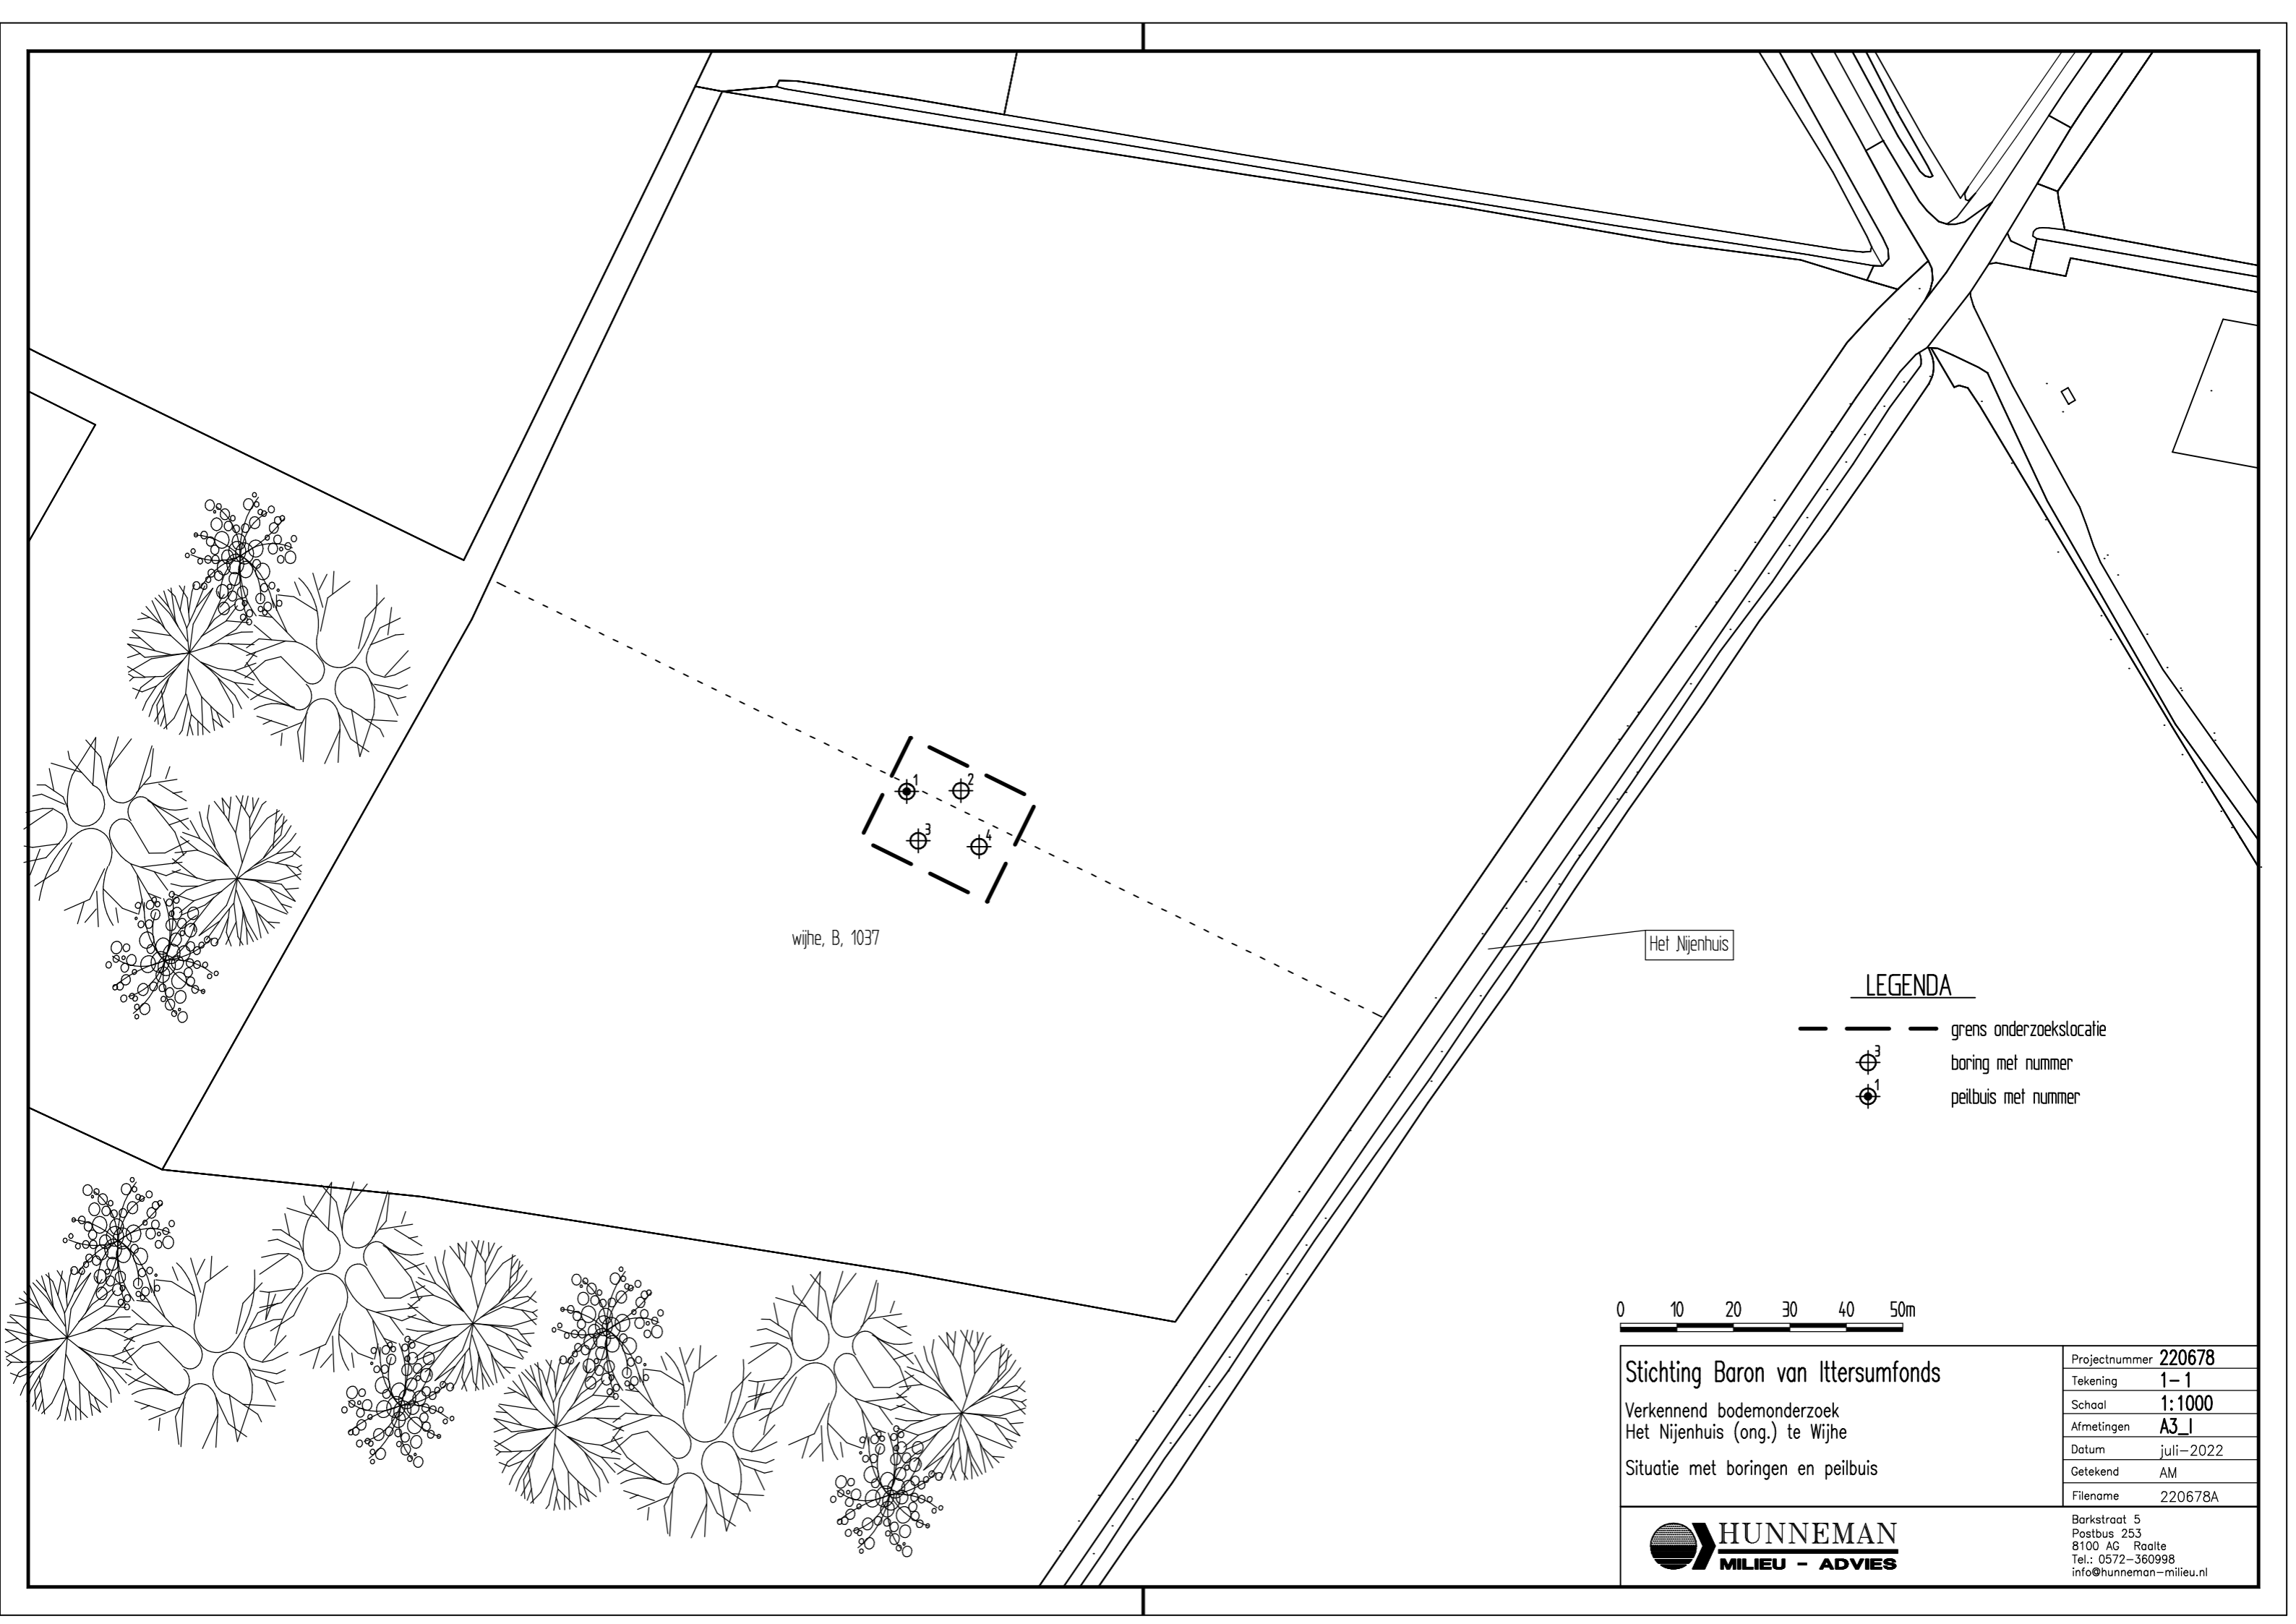 1
2
3
4
wijhe, B, 1037
Het Nijenhuis
LEGENDA
grens onderzoekslocatie
3
boring met nummer
1
peilbuis met nummer
0 10 20 30 40 50m
Stichting Baron van Ittersumfonds
Verkennend bodemonderzoek
Het Nijenhuis (ong.) te Wijhe
Situatie met boringen en peilbuis
Projectnummer 220678
Tekening 1-1
Schaal 1:1000
Afmetingen A3_l
Datum juli-2022
Getekend AM
Filename 220678A
HUNNEMAN
MILIEU - ADVIES
Barkstraat 5
Postbus 253
8100 AG Raalte
Tel.: 0572-360998
info@hunneman-milieu.nl